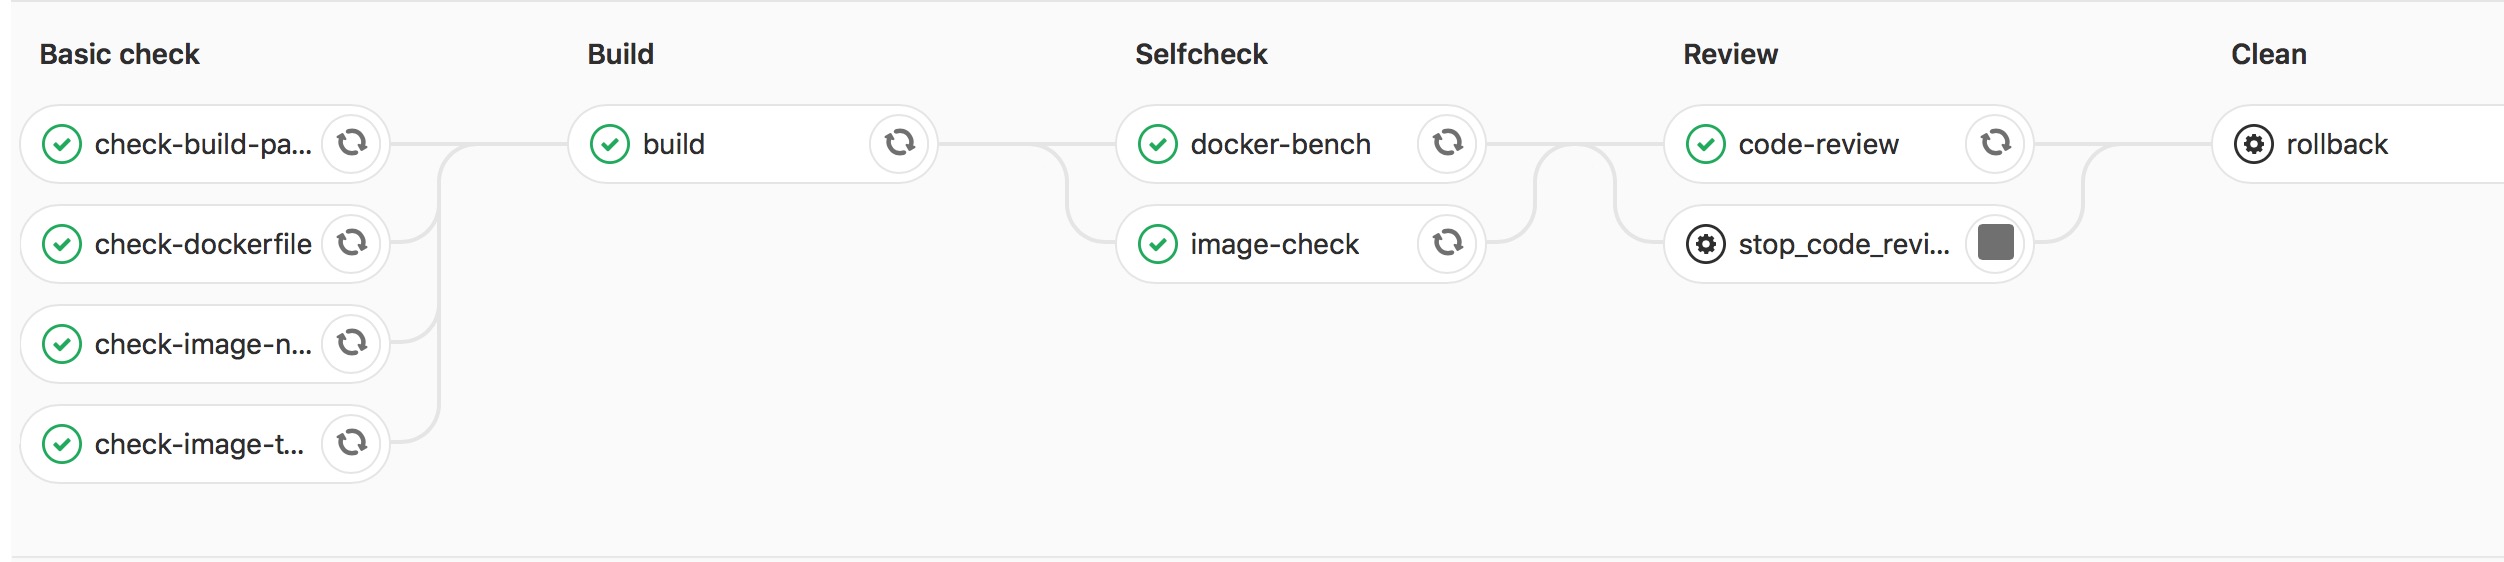 Basic check
Build
Selfcheck
Review
Clean
check-build-pa...
build
docker-bench
code-review
rollback
check-dockerfile
image-check
stop_code_revi...
check-image-n...
check-image-t...